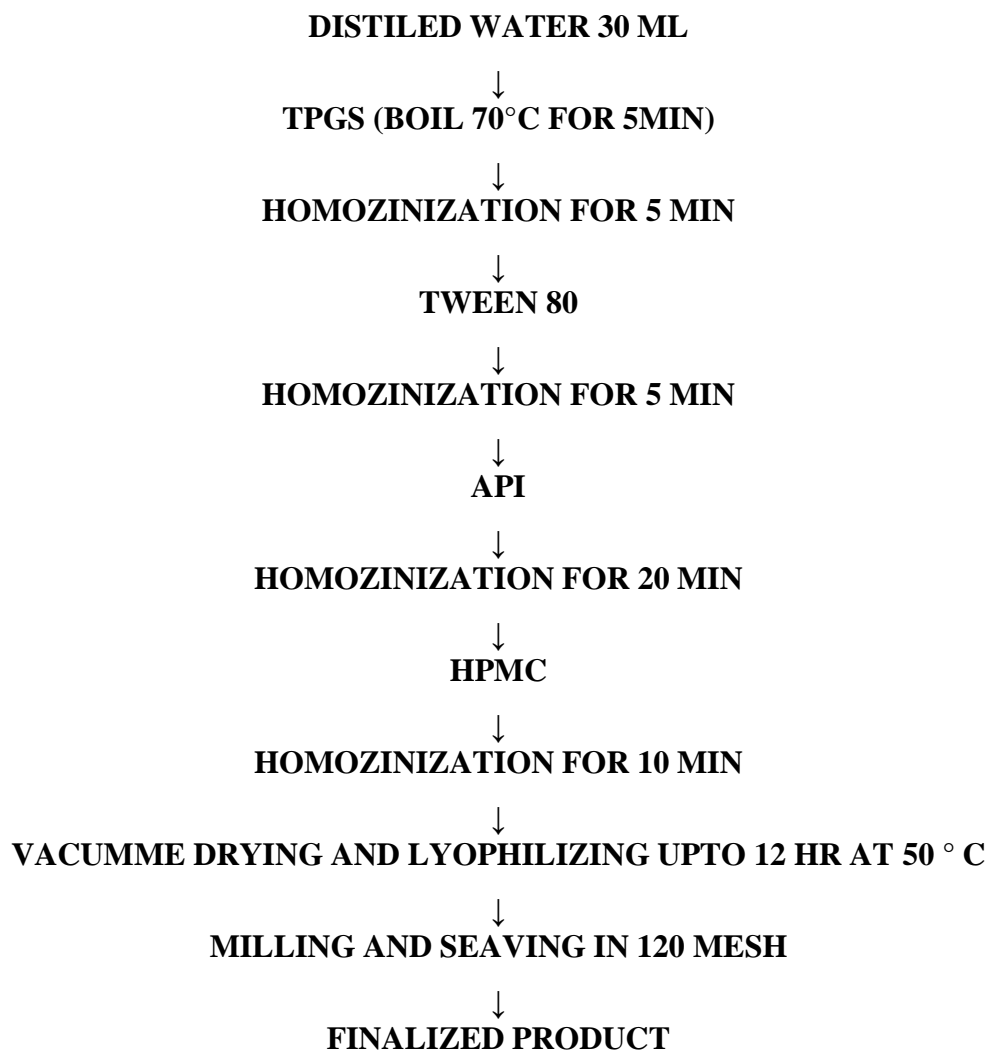 DISTILED WATER 30 ML
↓
TPGS (BOIL 70°C FOR 5MIN)
↓
HOMOZINIZATION FOR 5 MIN
↓
TWEEN 80
↓
HOMOZINIZATION FOR 5 MIN
↓
API
↓
HOMOZINIZATION FOR 20 MIN
↓
HPMC
↓
HOMOZINIZATION FOR 10 MIN
↓
VACUMME DRYING AND LYOPHILIZING UPTO 12 HR AT 50 ° C
↓
MILLING AND SEAVING IN 120 MESH
↓
FINALIZED PRODUCT